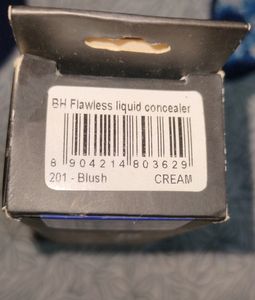 BH Flawless liquid concealer
8 904214 803629
201 - Blush CREAM